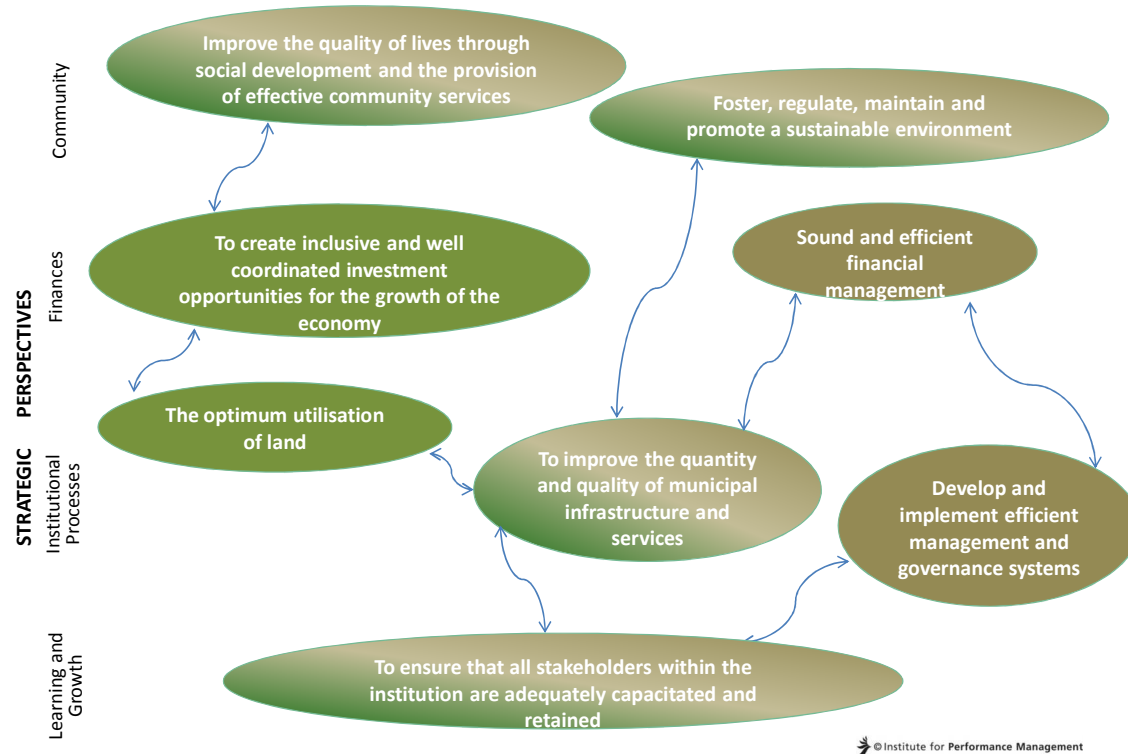 Community
Improve the quality of lives through
social development and the provision
of effective community services
Foster, regulate, maintain and
promote a sustainable environment
STRATEGIC PERSPECTIVES
Finances
To create inclusive and well
coordinated investment
opportunities for the growth of the
economy
Sound and efficient
financial
management
Institutional
Processes
The optimum utilisation
of land
To improve the quantity
and quality of municipal
infrastructure and
services
Develop and
implement efficient
management and
governance systems
Learning and
Growth
To ensure that all stakeholders within the
institution are adequately capacitated and
retained
© Institute for Performance Management